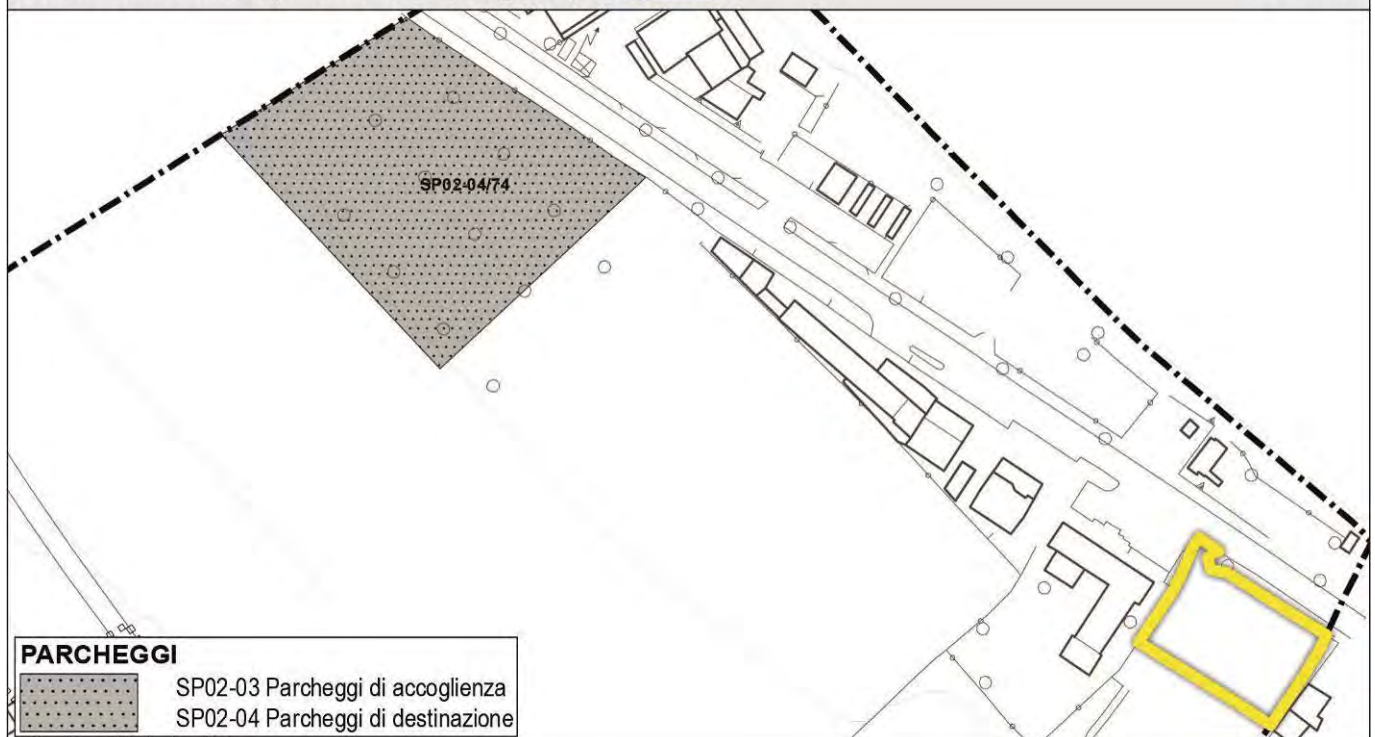 SP02-04/74
PARCHEGGI
SP02-03 Parcheggi di accoglienza
SP02-04 Parcheggi di destinazione